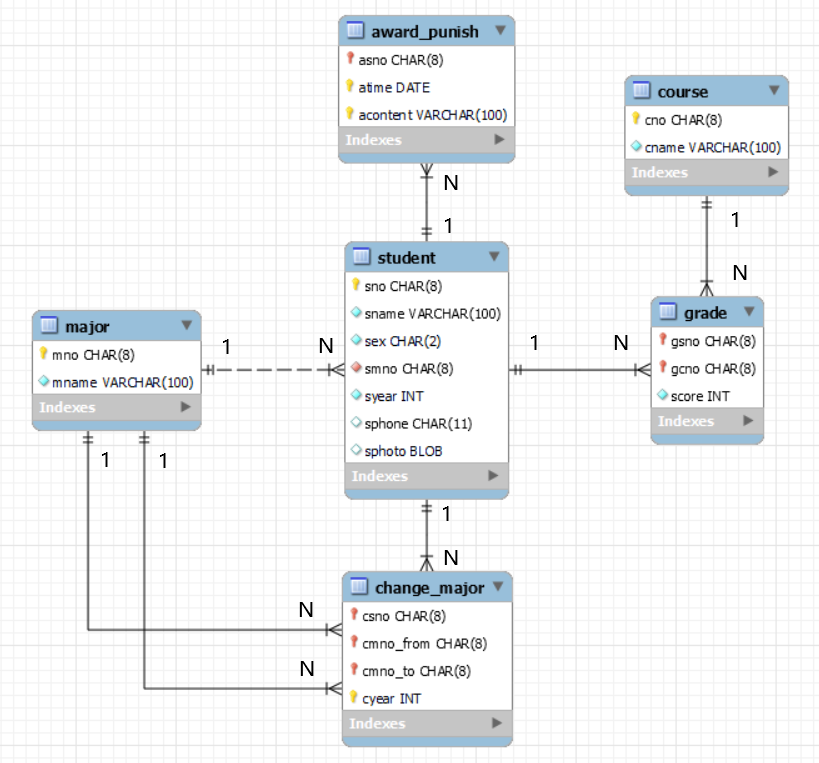 award_punish
asno CHAR(8)
atime DATE
acontent VARCHAR(100)
Indexes
N
1
course
cno CHAR(8)
cname VARCHAR(100)
Indexes
1
N
student
sno CHAR(8)
sname VARCHAR(100)
sex CHAR(2)
smno CHAR(8)
syear INT
sphone CHAR(11)
sphoto BLOB
Indexes
major
mno CHAR(8)
mname VARCHAR(100)
Indexes
1
N
1
N
grade
gsno CHAR(8)
gcno CHAR(8)
score INT
Indexes
1
1
1
N
N
N
change_major
csno CHAR(8)
cmno_from CHAR(8)
cmno_to CHAR(8)
cyear INT
Indexes